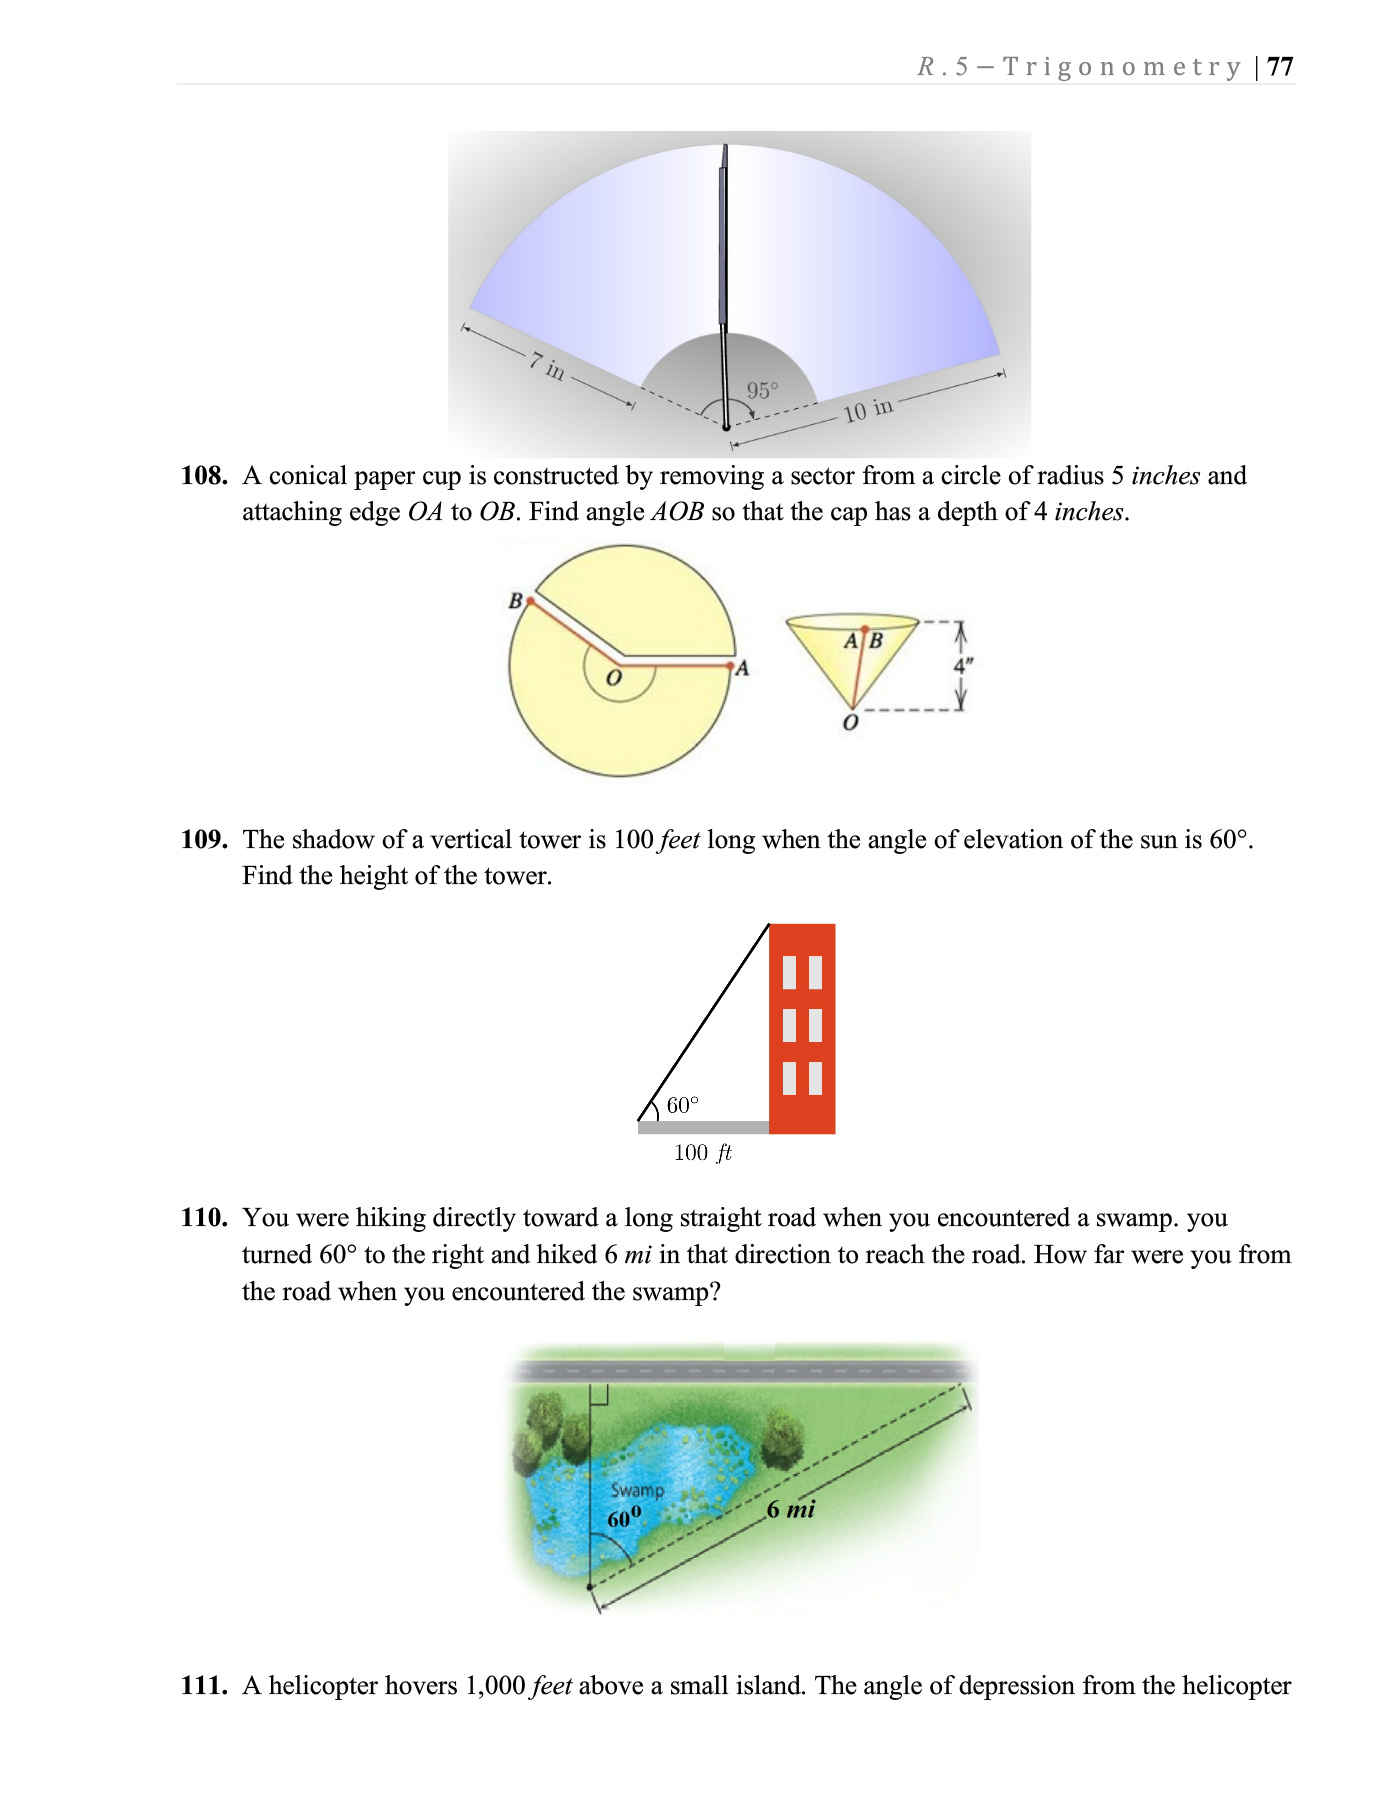 R.5 – Trigonometry | 77
95°
7 in
10 in
108. A conical paper cup is constructed by removing a sector from a circle of radius 5 inches and
attaching edge OA to OB. Find angle AOB so that the cap has a depth of 4 inches.
B
A
O
A B
4"
O
109. The shadow of a vertical tower is 100 feet long when the angle of elevation of the sun is 60°.
Find the height of the tower.
60°
100 ft
110. You were hiking directly toward a long straight road when you encountered a swamp. you
turned 60° to the right and hiked 6 mi in that direction to reach the road. How far were you from
the road when you encountered the swamp?
Swamp
60⁰
6 mi
111. A helicopter hovers 1,000 feet above a small island. The angle of depression from the helicopter